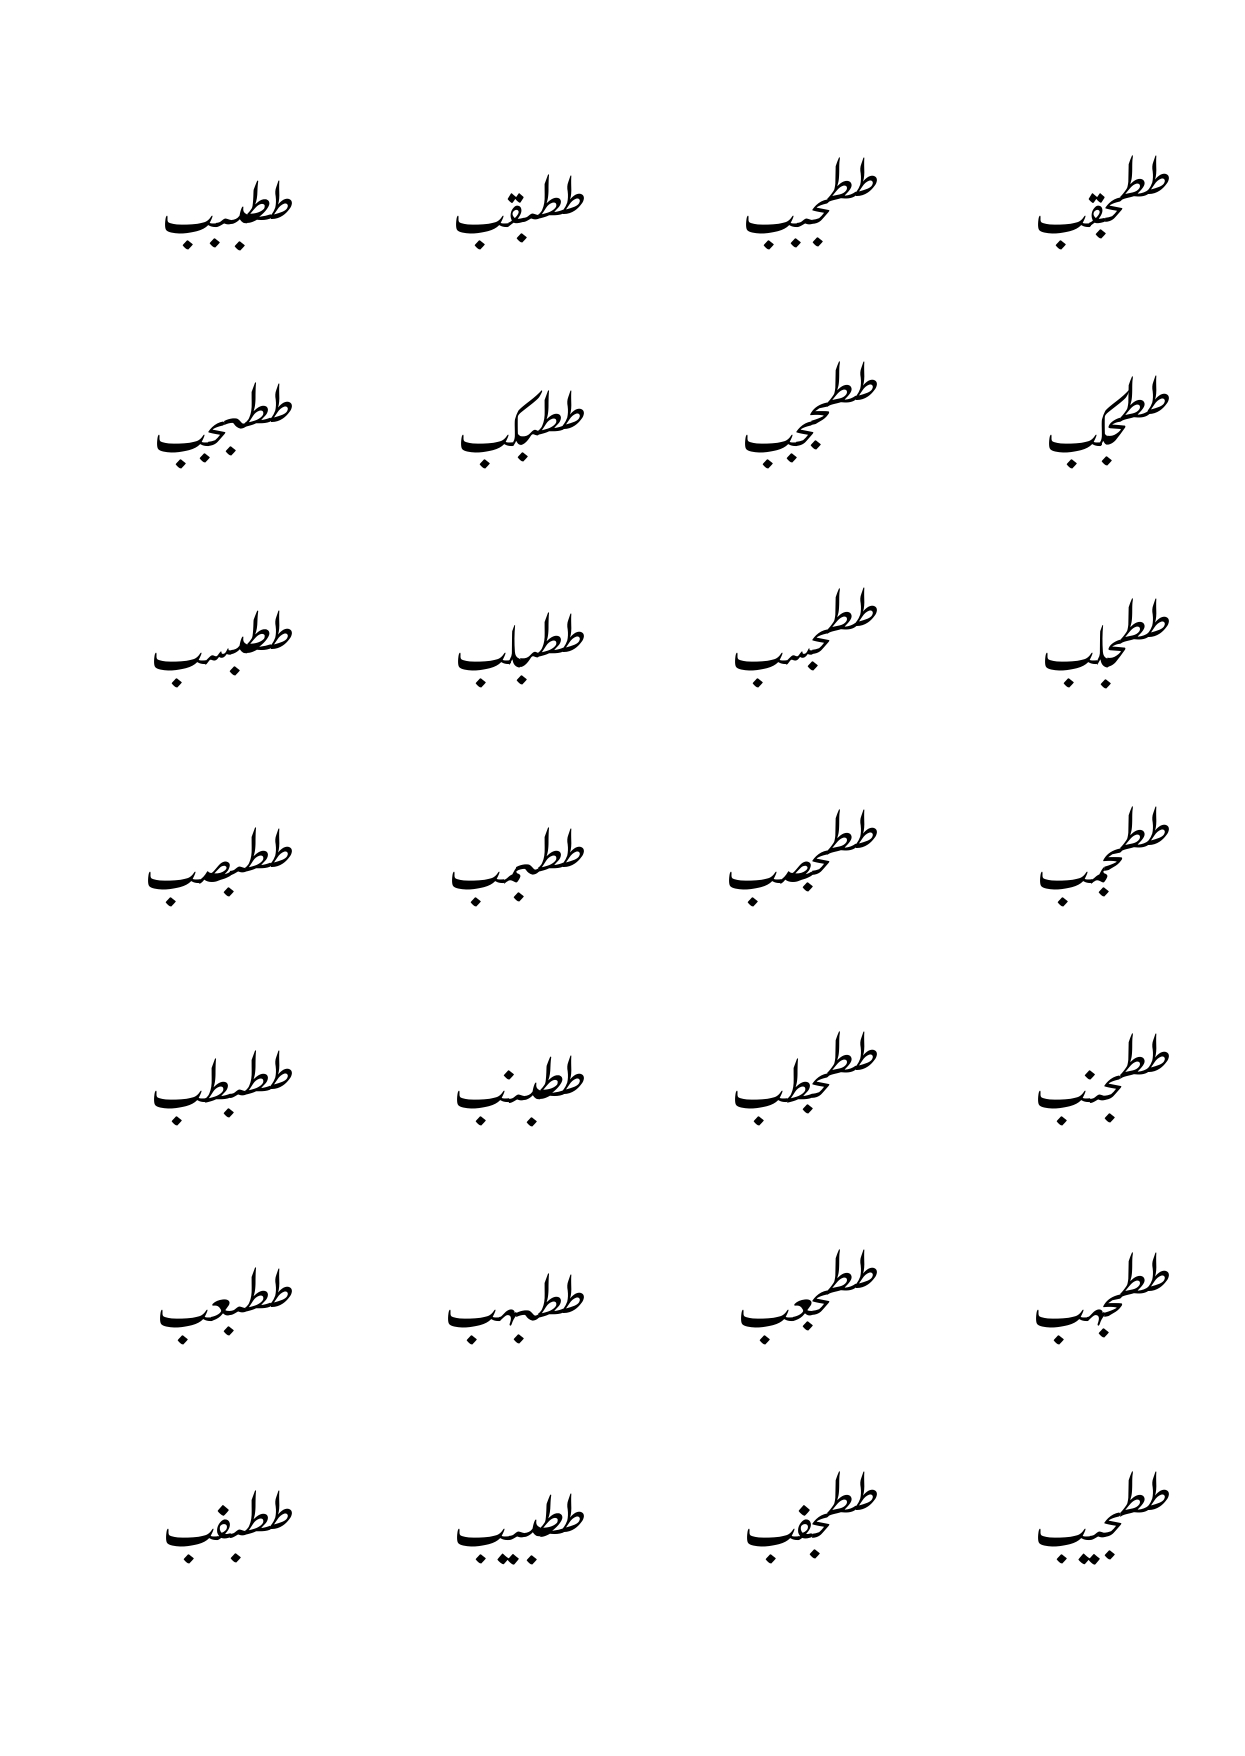 ططجقب ططجبب ططبقب ططببب
ططجكب ططججب ططبكب ططبجب
ططجلب ططجسب ططبلب ططبسب
ططجمب ططجصب ططبمب ططبصب
ططجنب ططجطب ططبنب ططبطب
ططجهب ططجعب ططبهب ططبعب
ططجيب ططجفب ططبيب ططبفب